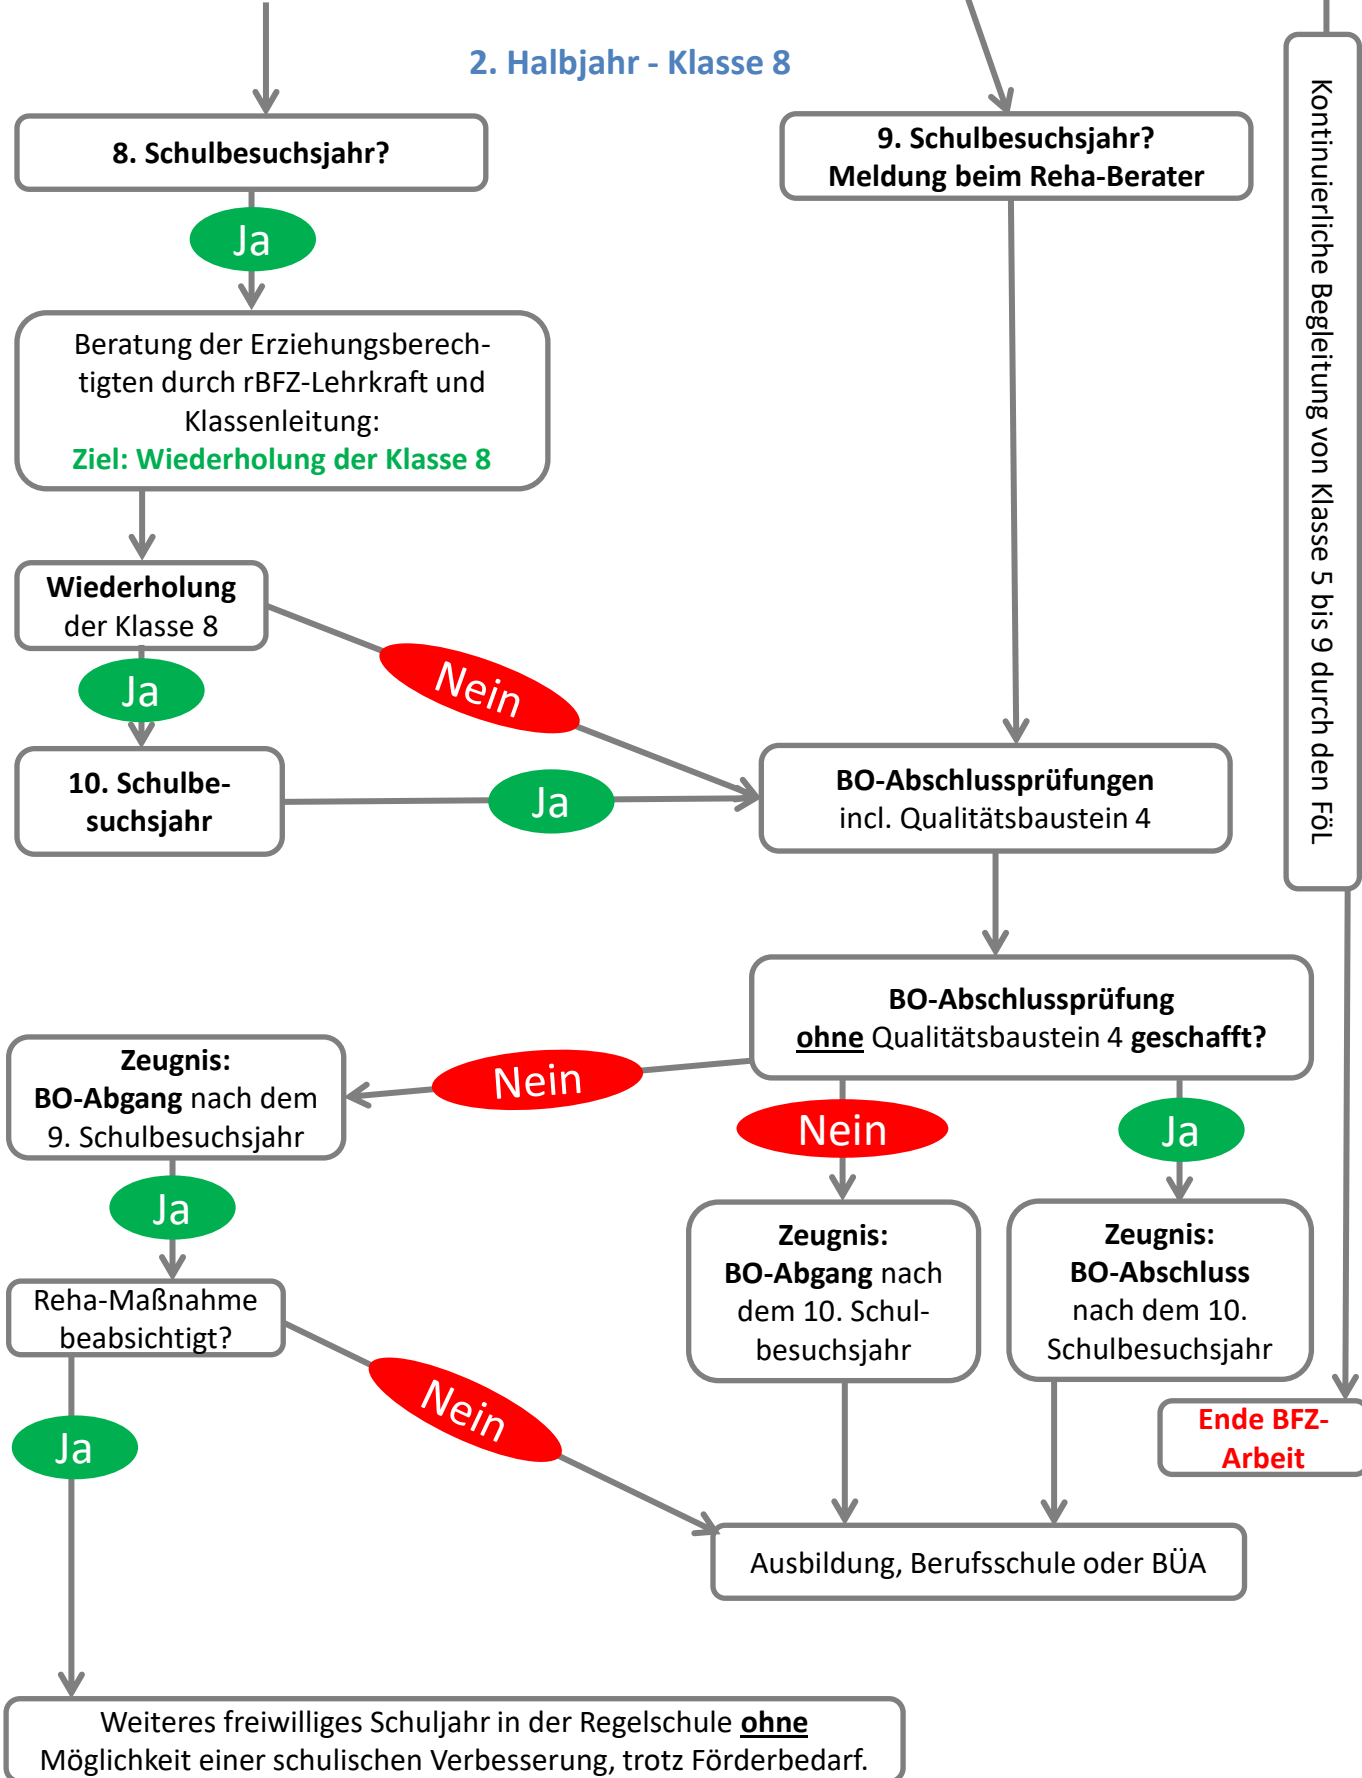 2. Halbjahr - Klasse 8
8. Schulbesuchsjahr?
9. Schulbesuchsjahr?
Meldung beim Reha-Berater
Kontinuierliche Begleitung von Klasse 5 bis 9 durch den FöL
Ja
Beratung der Erziehungsberech-
tigten durch rBFZ-Lehrkraft und
Klassenleitung:
Ziel: Wiederholung der Klasse 8
Wiederholung
der Klasse 8
Nein
Ja
10. Schulbe-
suchsjahr
Ja
BO-Abschlussprüfungen
incl. Qualitätsbaustein 4
BO-Abschlussprüfung
ohne Qualitätsbaustein 4 geschafft?
Nein
Zeugnis:
BO-Abgang nach dem
9. Schulbesuchsjahr
Nein
Ja
Ja
Zeugnis:
BO-Abgang nach
dem 10. Schul-
besuchsjahr
Zeugnis:
BO-Abschluss
nach dem 10.
Schulbesuchsjahr
Reha-Maßnahme
beabsichtigt?
Nein
Ja
Ende BFZ-
Arbeit
Ausbildung, Berufsschule oder BÜA
Weiteres freiwilliges Schuljahr in der Regelschule ohne
Möglichkeit einer schulischen Verbesserung, trotz Förderbedarf.